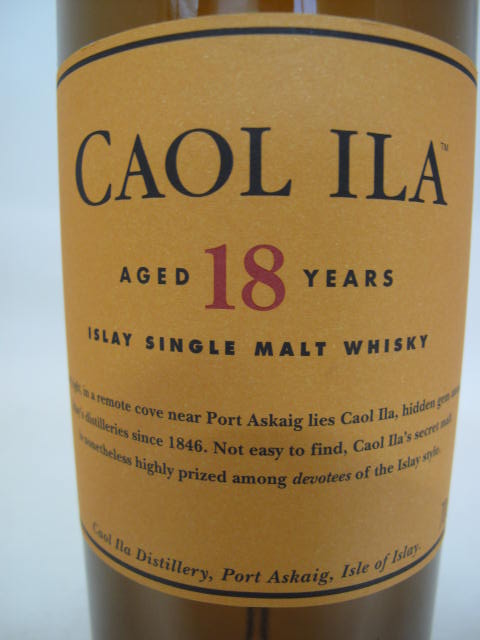 CAOL ILA™
AGED 18 YEARS
ISLAY SINGLE MALT WHISKY
in a remote cove near Port Askaig lies Caol Ila, hidden gem
distilleries since 1846. Not easy to find, Caol Ila's secret malt
is nonetheless highly prized among devotees of the Islay style.
Caol Ila Distillery, Port Askaig, Isle of Islay.